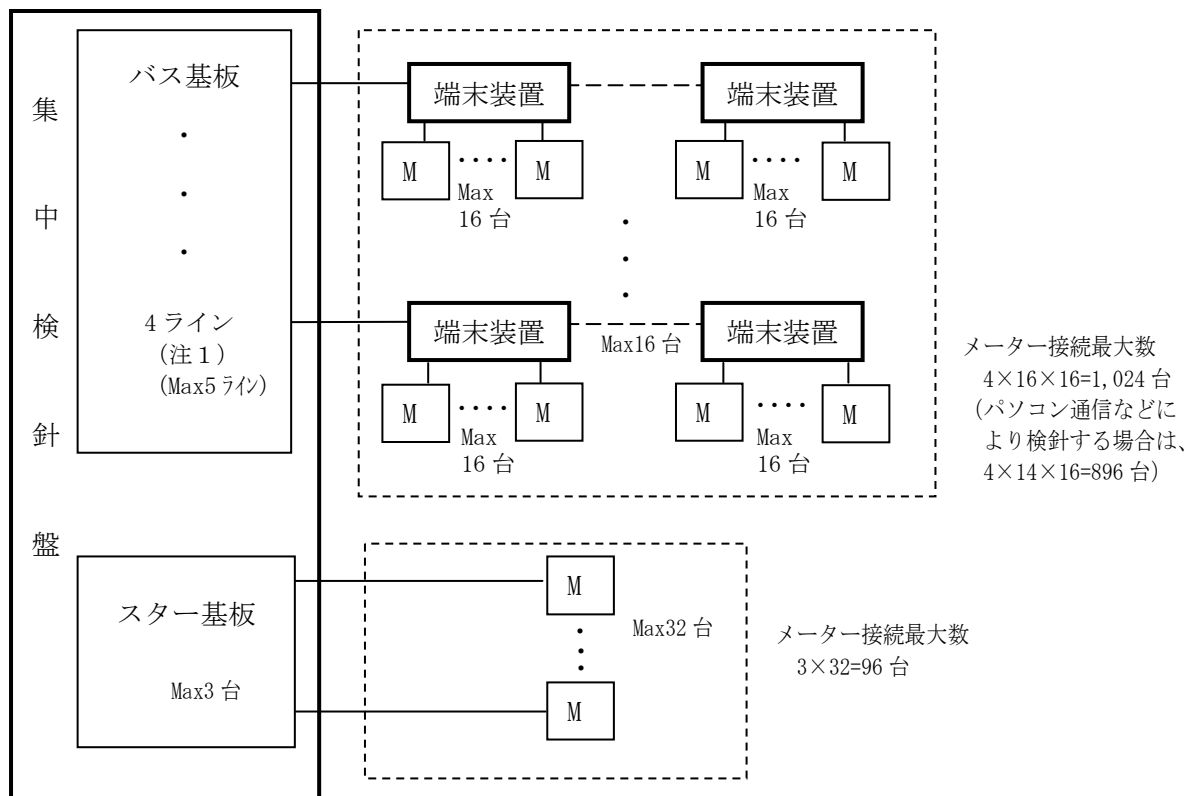 集中検針盤
バス基板
・
・
・
4ライン
(注1)
(Max5ライン)
端末装置
端末装置
M
・・・・
M
M
・・・・
M
Max
16台
Max
16台
・
・
・
端末装置
Max16台
端末装置
M
・・・・
M
M
・・・・
M
Max
16台
Max
16台
メーター接続最大数
4×16×16=1,024台
(パソコン通信などに
より検針する場合は、
4×14×16=896台)
スター基板
Max3台
M
・
・
・
M
Max32台
メーター接続最大数
3×32=96台